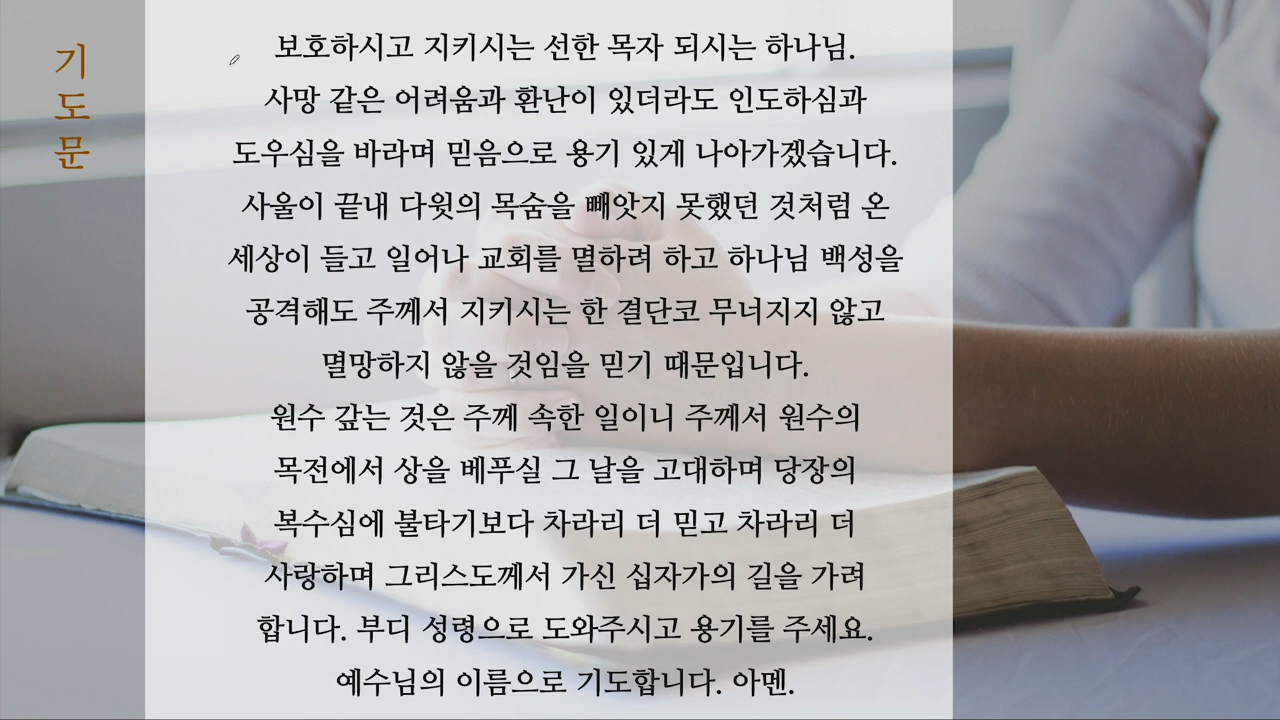 기도문
보호하시고 지키시는 선한 목자 되시는 하나님.
사망 같은 어려움과 환난이 있더라도 인도하심과
도우심을 바라며 믿음으로 용기 있게 나아가겠습니다.
사울이 끝내 다윗의 목숨을 빼앗지 못했던 것처럼 온
세상이 들고 일어나 교회를 멸하려 하고 하나님 백성을
공격해도 주께서 지키시는 한 결단코 무너지지 않고
멸망하지 않을 것임을 믿기 때문입니다.
원수 갚는 것은 주께 속한 일이니 주께서 원수의
목전에서 상을 베푸실 그 날을 고대하며 당장의
복수심에 불타기보다 차라리 더 믿고 차라리 더
사랑하며 그리스도께서 가신 십자가의 길을 가려
합니다. 부디 성령으로 도와주시고 용기를 주세요.
예수님의 이름으로 기도합니다. 아멘.